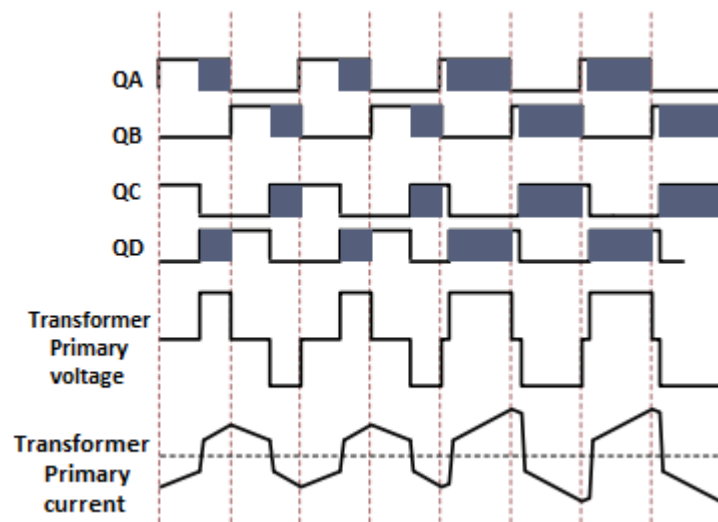 QA
QB
QC
QD
Transformer
Primary
voltage
Transformer
Primary
current